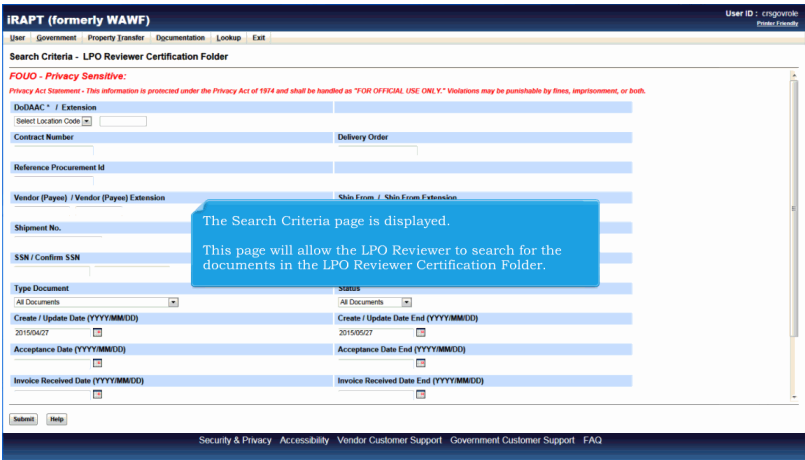 iRAPT (formerly WAWF)
User ID : crsgovrole
Printer Friendly
User Government Property Transfer Documentation Lookup Exit
Search Criteria - LPO Reviewer Certification Folder
FOUO - Privacy Sensitive:
Privacy Act Statement - This information is protected under the Privacy Act of 1974 and shall be handled as "FOR OFFICIAL USE ONLY." Violations may be punishable by fines, imprisonment, or both.
DoDAAC * / Extension
Select Location Code
Contract Number Delivery Order
Reference Procurement Id
Vendor (Payee) / Vendor (Payee) Extension Ship From / Ship From Extension
The Search Criteria page is displayed.
Shipment No.
This page will allow the LPO Reviewer to search for the
documents in the LPO Reviewer Certification Folder.
SSN / Confirm SSN
Type Document Status
All Documents All Documents
Create / Update Date (YYYY/MM/DD) Create / Update Date End (YYYY/MM/DD)
2015/04/27 2015/05/27
Acceptance Date (YYYY/MM/DD) Acceptance Date End (YYYY/MM/DD)
Invoice Received Date (YYYY/MM/DD) Invoice Received Date End (YYYY/MM/DD)
Submit Help
Security & Privacy Accessibility Vendor Customer Support Government Customer Support FAQ